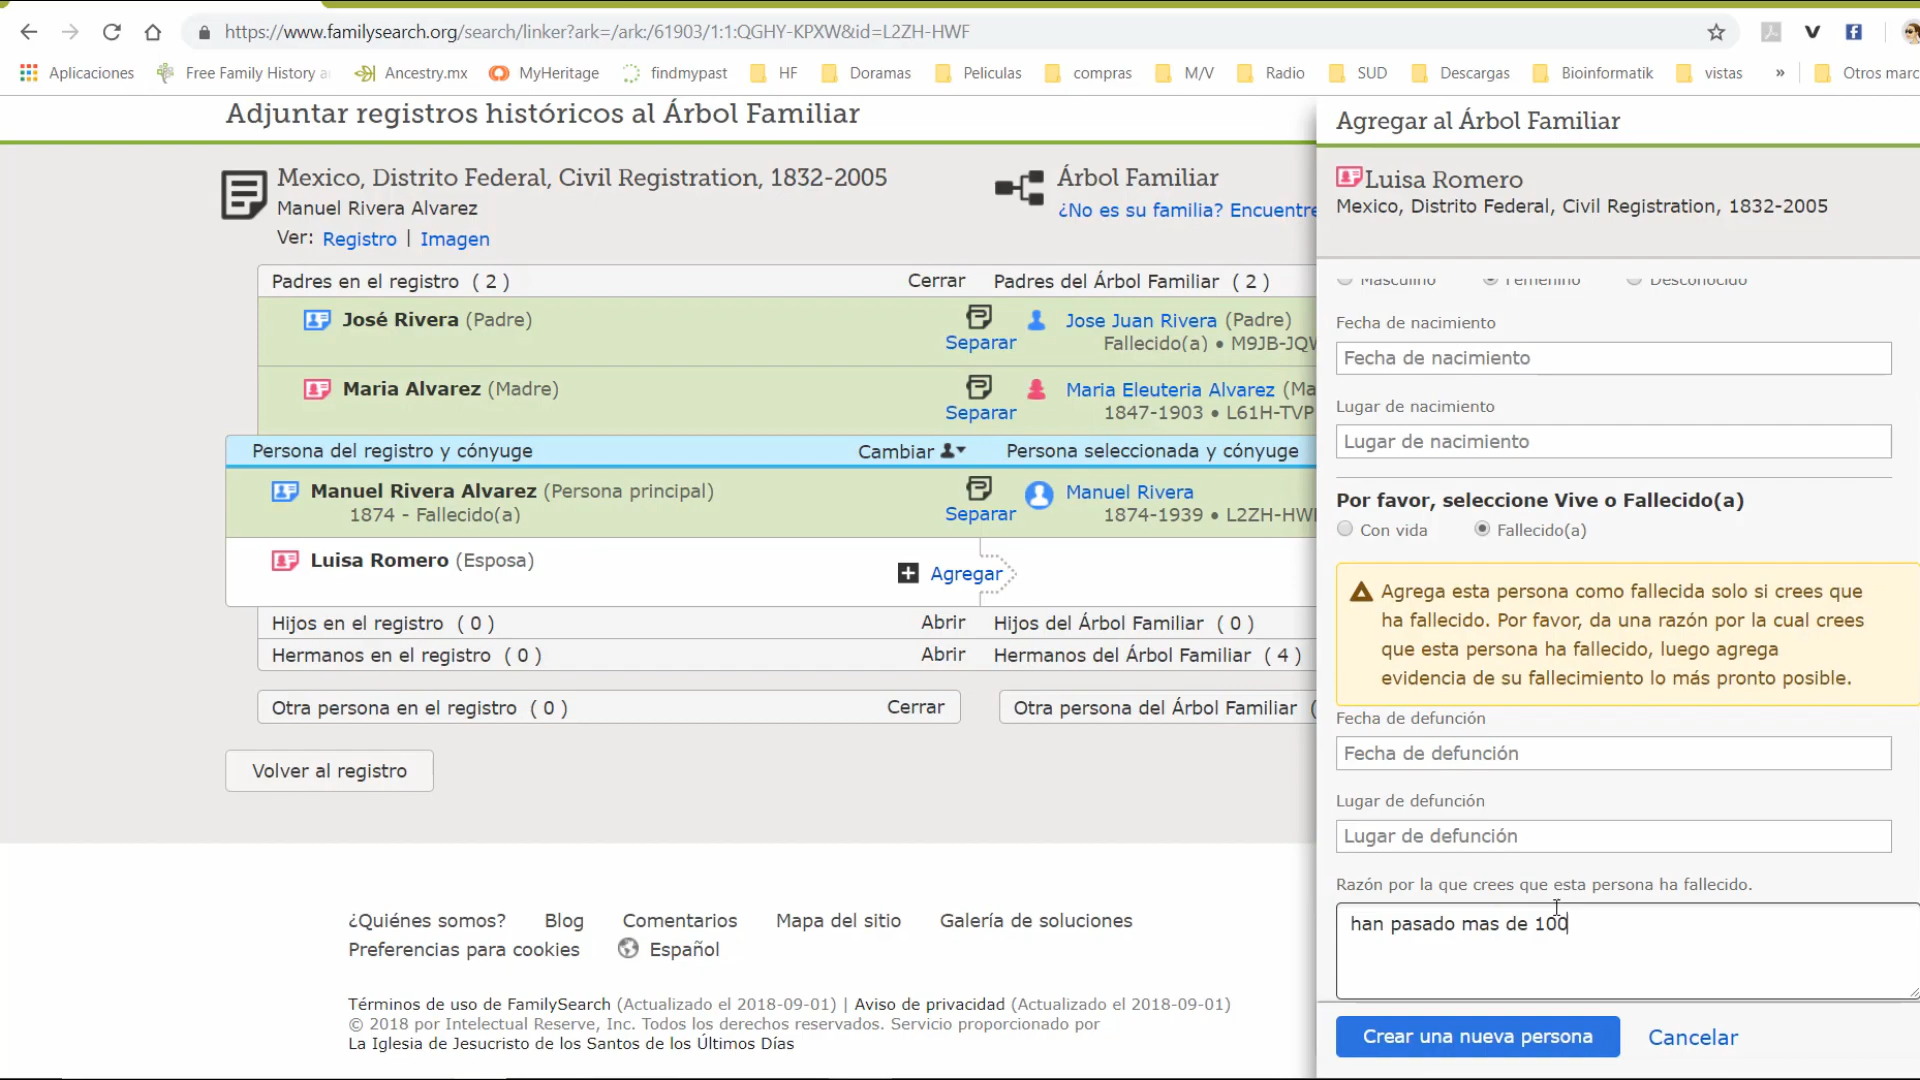 https://www.familysearch.org/search/linker?ark=/ark:/61903/1:1:QGHY-KPXW&id=L2ZH-HWF
Aplicaciones Free Family History a Ancestry.mx MyHeritage findmypast HF Doramas Peliculas compras M/V Radio SUD Descargas Bioinformatik vistas » Otros marc
Adjuntar registros históricos al Árbol Familiar
Mexico, Distrito Federal, Civil Registration, 1832-2005
Manuel Rivera Alvarez
Ver: Registro | Imagen
Árbol Familiar
¿No es su familia? Encuentre
Padres en el registro ( 2 ) Cerrar Padres del Árbol Familiar ( 2 )
José Rivera (Padre) Separar Jose Juan Rivera (Padre)
Fallecido(a) • M9JB-JQW
Maria Alvarez (Madre) Separar Maria Eleuteria Alvarez (Ma
1847-1903 • L61H-TVP
Persona del registro y cónyuge Cambiar Persona seleccionada y cónyuge
Manuel Rivera Alvarez (Persona principal) Manuel Rivera
1874 - Fallecido(a) Separar 1874-1939 • L2ZH-HWF
Luisa Romero (Esposa) Agregar
Hijos en el registro ( 0 ) Abrir Hijos del Árbol Familiar ( 0 )
Hermanos en el registro ( 0 ) Abrir Hermanos del Árbol Familiar ( 4 )
Otra persona en el registro ( 0 ) Cerrar Otra persona del Árbol Familiar (
Volver al registro
¿Quiénes somos? Blog Comentarios Mapa del sitio Galería de soluciones
Preferencias para cookies Español
Términos de uso de FamilySearch (Actualizado el 2018-09-01) | Aviso de privacidad (Actualizado el 2018-09-01)
© 2018 por Intelectual Reserve, Inc. Todos los derechos reservados. Servicio proporcionado por
La Iglesia de Jesucristo de los Santos de los Últimos Días
Agregar al Árbol Familiar
Luisa Romero
Mexico, Distrito Federal, Civil Registration, 1832-2005
Masculino Femenino Desconocido
Fecha de nacimiento
Fecha de nacimiento
Lugar de nacimiento
Lugar de nacimiento
Por favor, seleccione Vive o Fallecido(a)
Con vida Fallecido(a)
Agrega esta persona como fallecida solo si crees que
ha fallecido. Por favor, da una razón por la cual crees
que esta persona ha fallecido, luego agrega
evidencia de su fallecimiento lo más pronto posible.
Fecha de defunción
Fecha de defunción
Lugar de defunción
Lugar de defunción
Razón por la que crees que esta persona ha fallecido.
han pasado mas de 100
Crear una nueva persona Cancelar